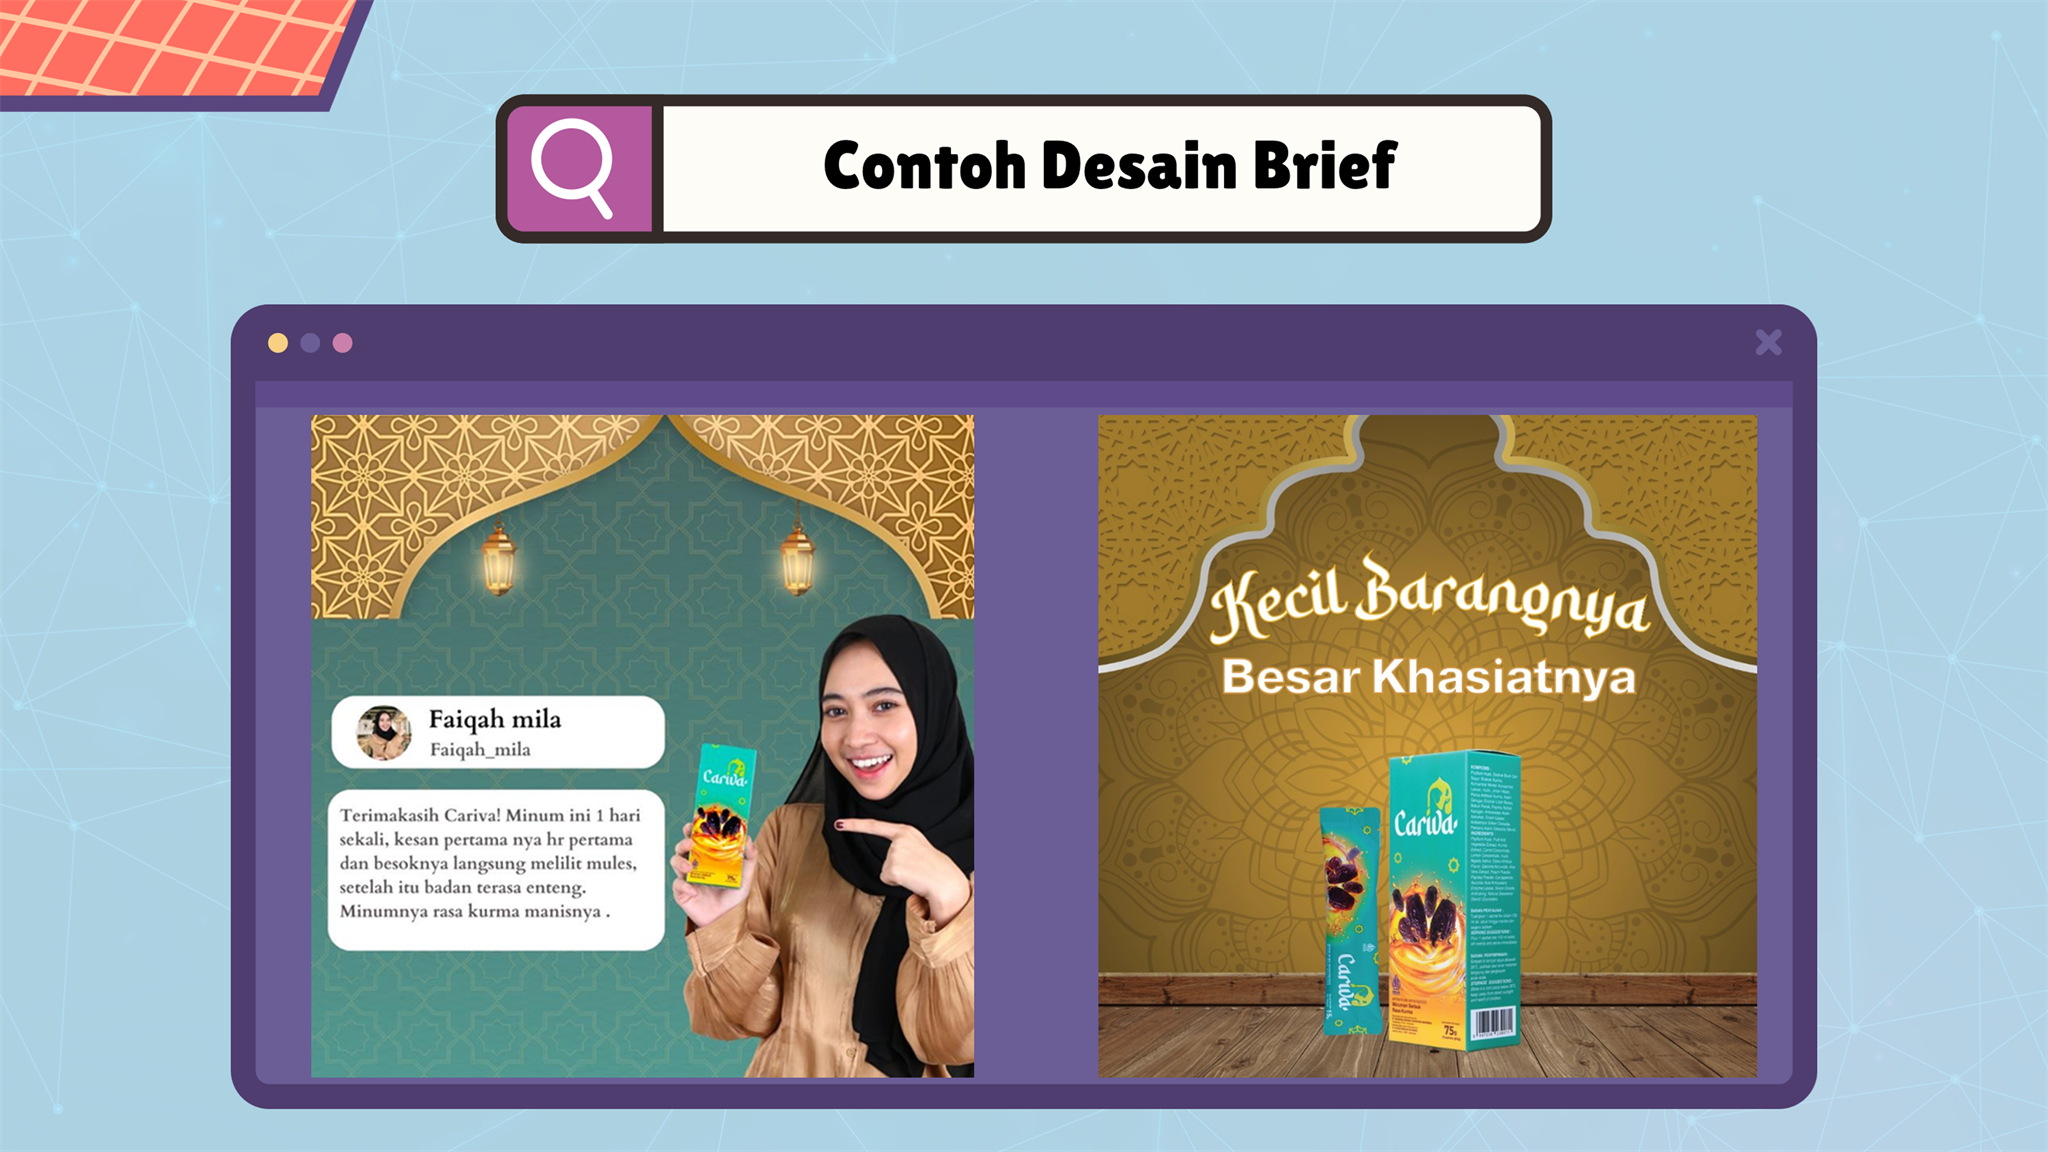 Contoh Desain Brief
Faiqah mila
Faiqah_mila
Terimakasih Cariva! Minum ini 1 hari
sekali, kesan pertama nya hr pertama
dan besoknya langsung melilit mules,
setelah itu badan terasa enteng.
Minumnya rasa kurma manisnya .
Cariva
Kecil Barangnya
Besar Khasiatnya
Cariva
Cariva
75g